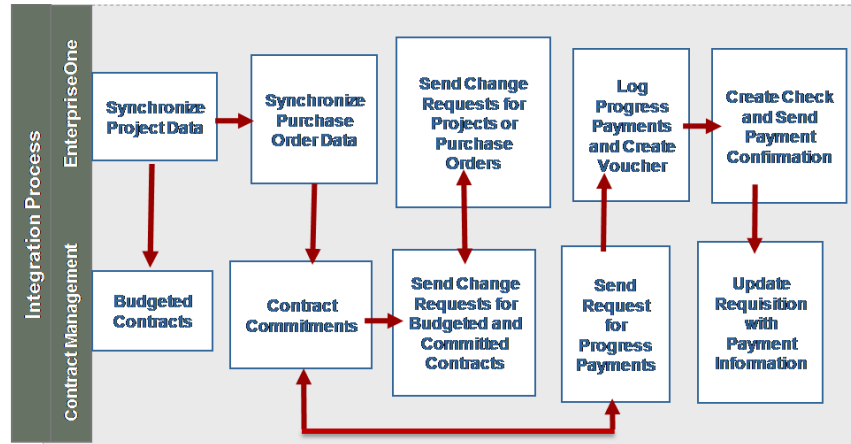 Integration Process
EnterpriseOne
Contract Management
Synchronize
Project Data
Synchronize
Purchase
Order Data
Send Change
Requests for
Projects or
Purchase
Orders
Log
Progress
Payments
and Create
Voucher
Create Check
and Send
Payment
Confirmation
Budgeted
Contracts
Contract
Commitments
Send Change
Requests for
Budgeted and
Committed
Contracts
Send
Request
for
Progress
Payments
Update
Requisition
with
Payment
Information